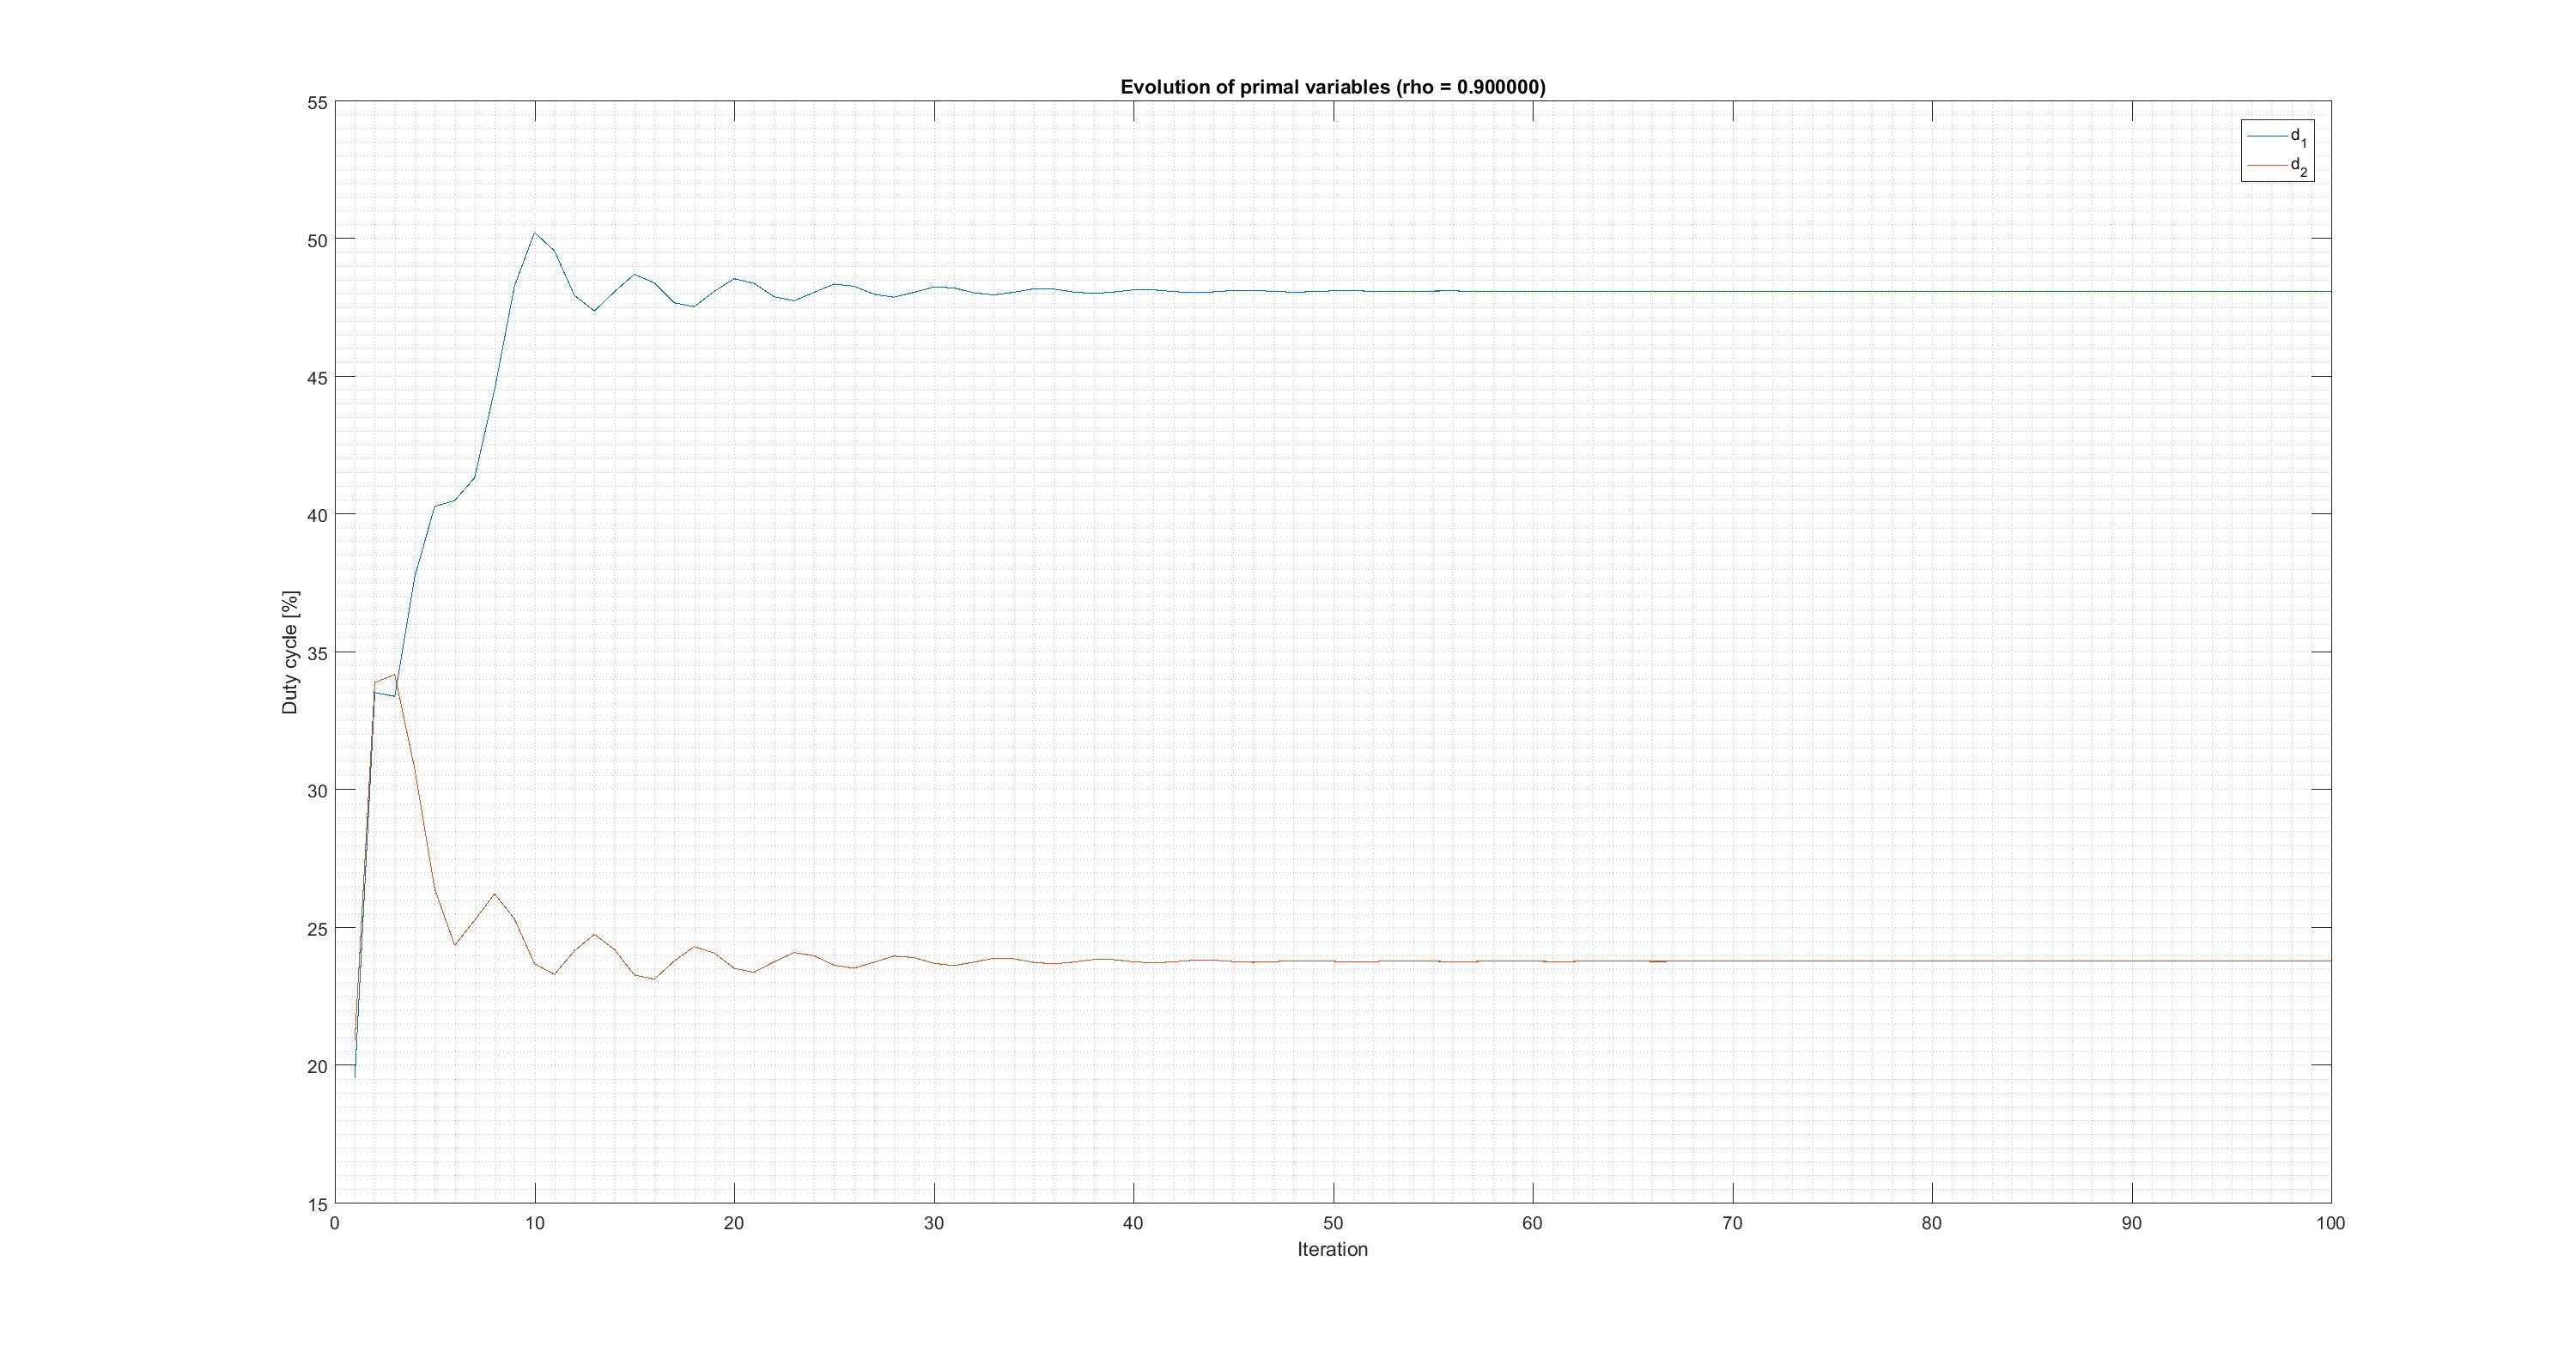 Evolution of primal variables (rho = 0.900000)
55
50
45
40
35
30
25
20
15
Duty cycle [%]
d1
d2
0 10 20 30 40 50 60 70 80 90 100
Iteration